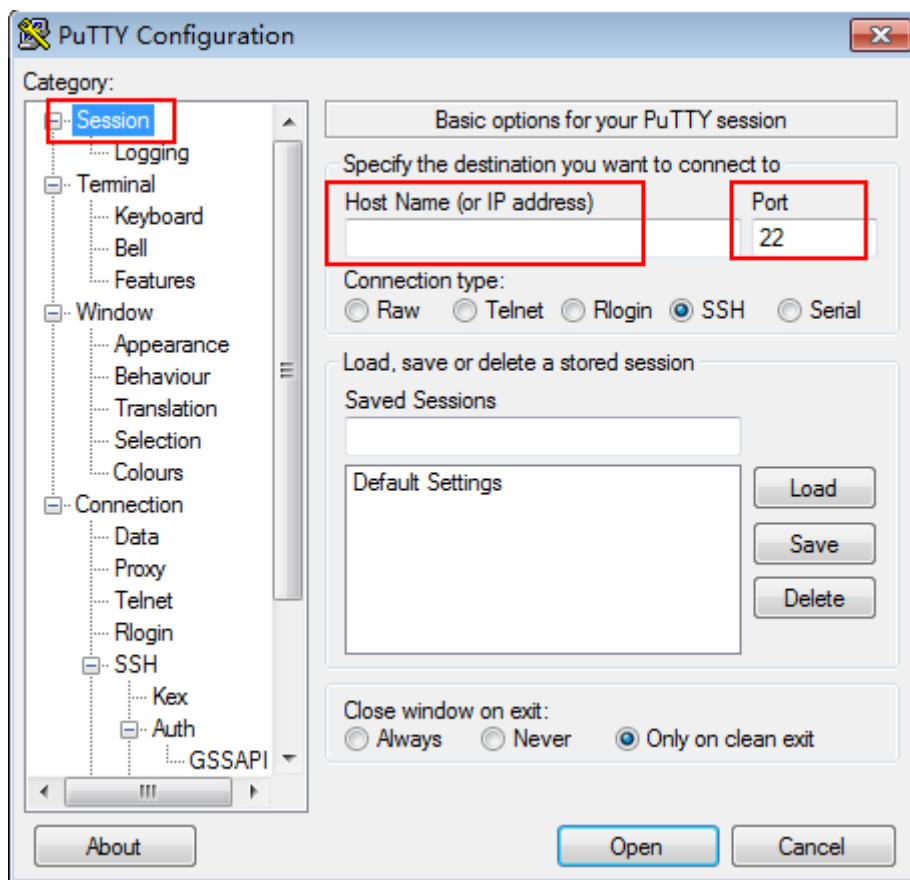 PuTTY Configuration
Category:
Session
Logging
Terminal
Keyboard
Bell
Features
Window
Appearance
Behaviour
Translation
Selection
Colours
Connection
Data
Proxy
Telnet
Rlogin
SSH
Kex
Auth
GSSAPI
Basic options for your PuTTY session
Specify the destination you want to connect to
Host Name (or IP address) Port
22
Connection type:
Raw Telnet Rlogin SSH Serial
Load, save or delete a stored session
Saved Sessions
Default Settings
Load
Save
Delete
Close window on exit:
Always Never Only on clean exit
About Open Cancel